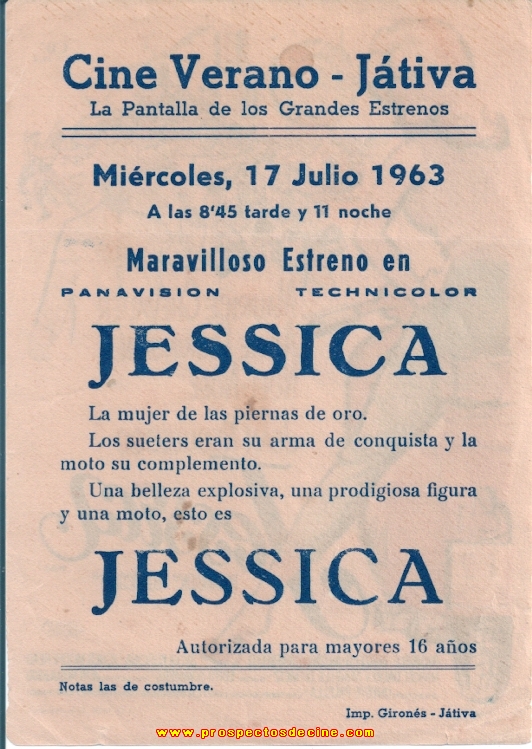 Cine Verano - Játiva
La Pantalla de los Grandes Estrenos
Miércoles, 17 Julio 1963
A las 8'45 tarde y 11 noche
Maravilloso Estreno en
PANAVISION TECHNICOLOR
JESSICA
La mujer de las piernas de oro.
Los sueters eran su arma de conquista y la
moto su complemento.
Una belleza explosiva, una prodigiosa figura
y una moto, esto es
JESSICA
Autorizada para mayores 16 años
Notas las de costumbre.
Imp. Gironés - Játiva
www.prospectosdecine.com